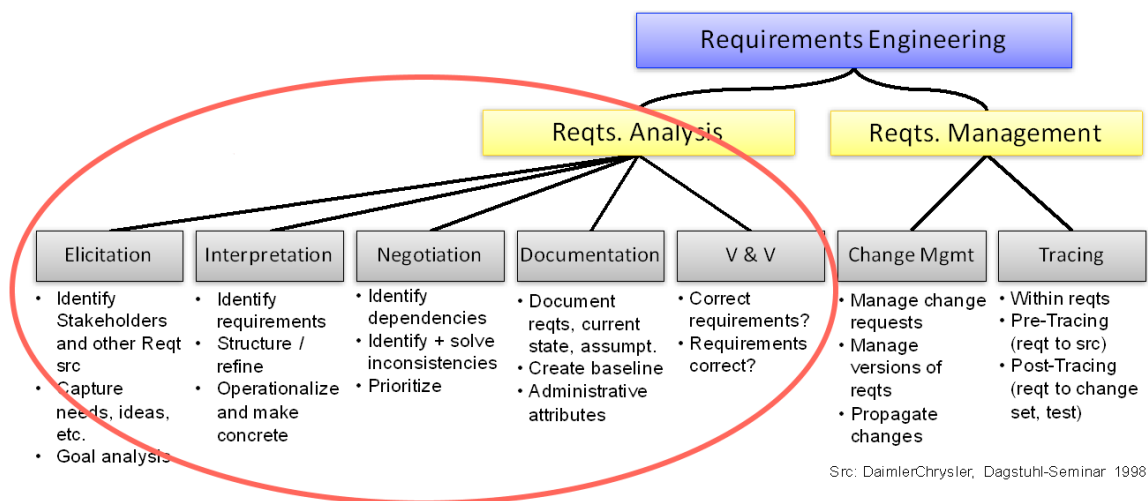 Requirements Engineering
Reqts. Analysis
Reqts. Management
Elicitation
Interpretation
Negotiation
Documentation
V & V
Change Mgmt
Tracing
• Identify
Stakeholders
and other Reqt
src
• Capture
needs, ideas,
etc.
• Goal analysis
• Identify
requirements
• Structure /
refine
• Operationalize
and make
concrete
• Identify
dependencies
• Identify + solve
inconsistencies
• Prioritize
• Document
reqts, current
state, assumpt.
• Create baseline
• Administrative
attributes
• Correct
requirements?
• Requirements
correct?
• Manage change
requests
• Manage
versions of
reqts
• Propagate
changes
• Within reqts
• Pre-Tracing
(reqt to src)
• Post-Tracing
(reqt to change
set, test)
Src: DaimlerChrysler, Dagstuhl-Seminar 1998